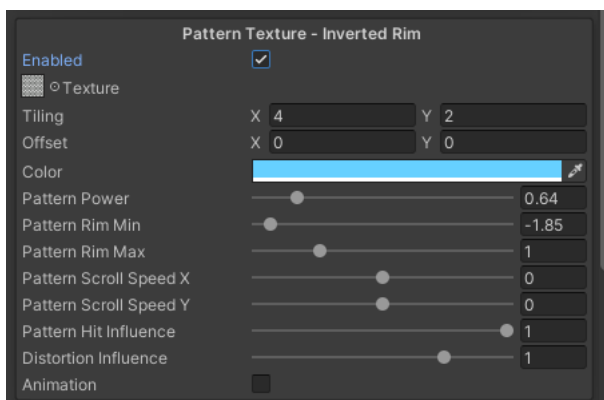 Pattern Texture - Inverted Rim
Enabled
Texture
Tiling X 4 Y 2
Offset X 0 Y 0
Color
Pattern Power 0.64
Pattern Rim Min -1.85
Pattern Rim Max 1
Pattern Scroll Speed X 0
Pattern Scroll Speed Y 0
Pattern Hit Influence 1
Distortion Influence 1
Animation